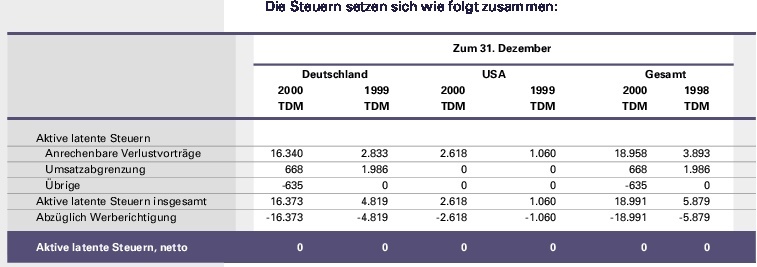 Die Steuern setzen sich wie folgt zusammen:
Zum 31. Dezember
Deutschland USA Gesamt
2000 1999 2000 1999 2000 1998
TDM TDM TDM TDM TDM TDM
Aktive latente Steuern
Anrechenbare Verlustvorträge 16.340 2.833 2.618 1.060 18.958 3.893
Umsatzabgrenzung 668 1.986 0 0 668 1.986
Übrige -635 0 0 0 -635 0
Aktive latente Steuern insgesamt 16.373 4.819 2.618 1.060 18.991 5.879
Abzüglich Werberichtigung -16.373 -4.819 -2.618 -1.060 -18.991 -5.879
Aktive latente Steuern, netto 0 0 0 0 0 0